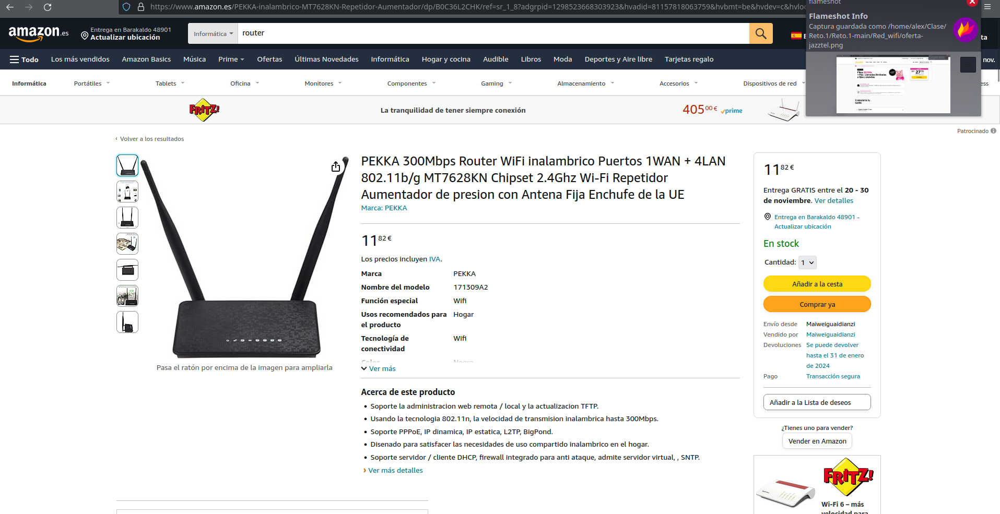 https://www.amazon.es/PEKKA-inalambrico-MT7628KN-Repetidor-Aumentador/dp/B0C36L2CHK/ref=sr_1_8?adgrpid=1298523668303923&hvadid=81157818063759&hvbmt=be&hvdev=c&hvloc
flameshot
Flameshot Info
Captura guardada como /home/alex/Clase/
Reto.1/Reto.1-main/Red_wifi/oferta-
jazztel.png
amazon.es
Entrega en Barakaldo 48901
Actualizar ubicación
Informática
router
E
ta
Todo
Los más vendidos
Amazon Basics
Música
Prime
Ofertas
Últimas Novedades
Informática
Hogar y cocina
Audible
Libros
Moda
Deportes y Aire libre
Tarjetas regalo
nov.
Informática
Portátiles
Tablets
Oficina
Monitores
Componentes
Gaming
Almacenamiento
Accesorios
Dispositivos de red
ess
FRITZ!
La tranquilidad de tener siempre conexión
40500€ prime
Patrocinado
‹ Volver a los resultados
PEKKA 300Mbps Router WiFi inalambrico Puertos 1WAN + 4LAN
802.11b/g MT7628KN Chipset 2.4Ghz Wi-Fi Repetidor
Aumentador de presion con Antena Fija Enchufe de la UE
Marca: PEKKA
1182€
Los precios incluyen IVA.
Marca PEKKA
Nombre del modelo 171309A2
Función especial Wifi
Usos recomendados para Hogar
el producto
Tecnología de Wifi
conectividad
Color Negro
Ver más
Pasa el ratón por encima de la imagen para ampliarla
Acerca de este producto
• Soporte la administracion web remota / local y la actualizacion TFTP.
• Usando la tecnologia 802.11n, la velocidad de transmision inalambrica hasta 300Mbps.
• Soporte PPPoE, IP dinamica, IP estatica, L2TP, BigPond.
• Disenado para satisfacer las necesidades de uso compartido inalambrico en el hogar.
• Soporte servidor / cliente DHCP, firewall integrado para anti ataque, admite servidor virtual, , SNTP.
› Ver más detalles
1182€
Entrega GRATIS entre el 20 - 30
de noviembre. Ver detalles
Entrega en Barakaldo 48901 -
Actualizar ubicación
En stock
Cantidad: 1
Añadir a la cesta
Comprar ya
Envío desde Maiweiguaidianzi
Vendido por Maiweiguaidianzi
Devoluciones Se puede devolver
hasta el 31 de enero
de 2024
Pago Transacción segura
Añadir a la Lista de deseos
¿Tienes uno para vender?
Vender en Amazon
FRITZ!
Wi-Fi 6 – más
velocidad para